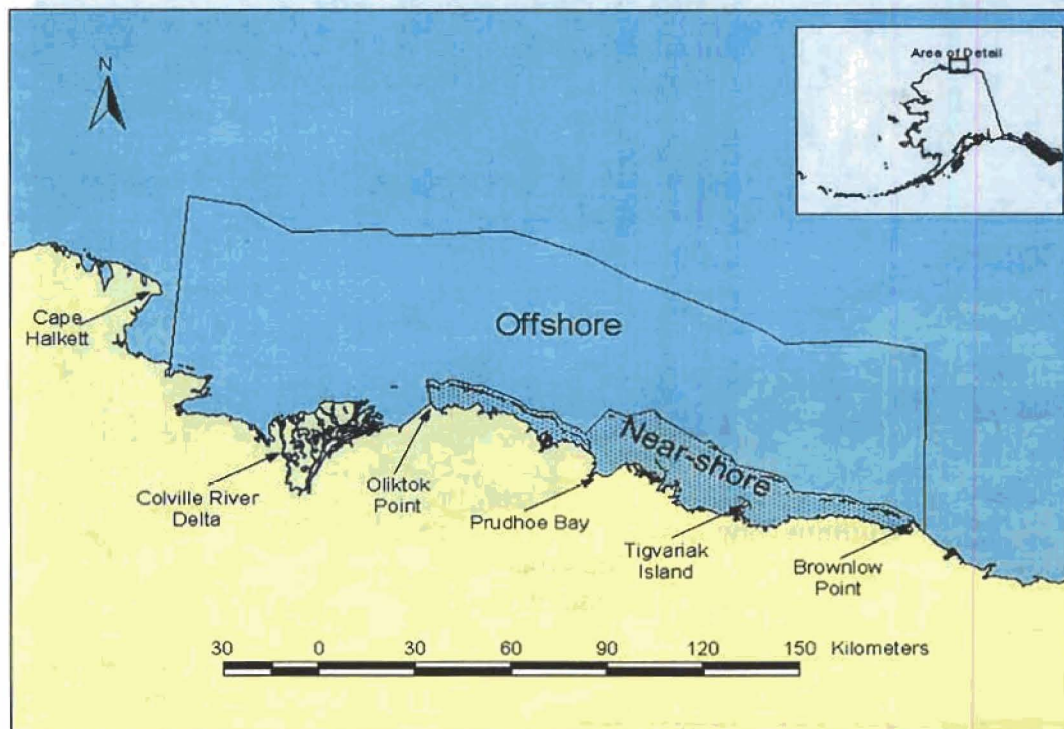 Area of Detail
N
Cape
Halkett
Offshore
Near-shore
Colville River
Delta
Oliktok
Point
Prudhoe Bay
Tigvariak
Island
Brownlow
Point
30 0 30 60 90 120 150 Kilometers